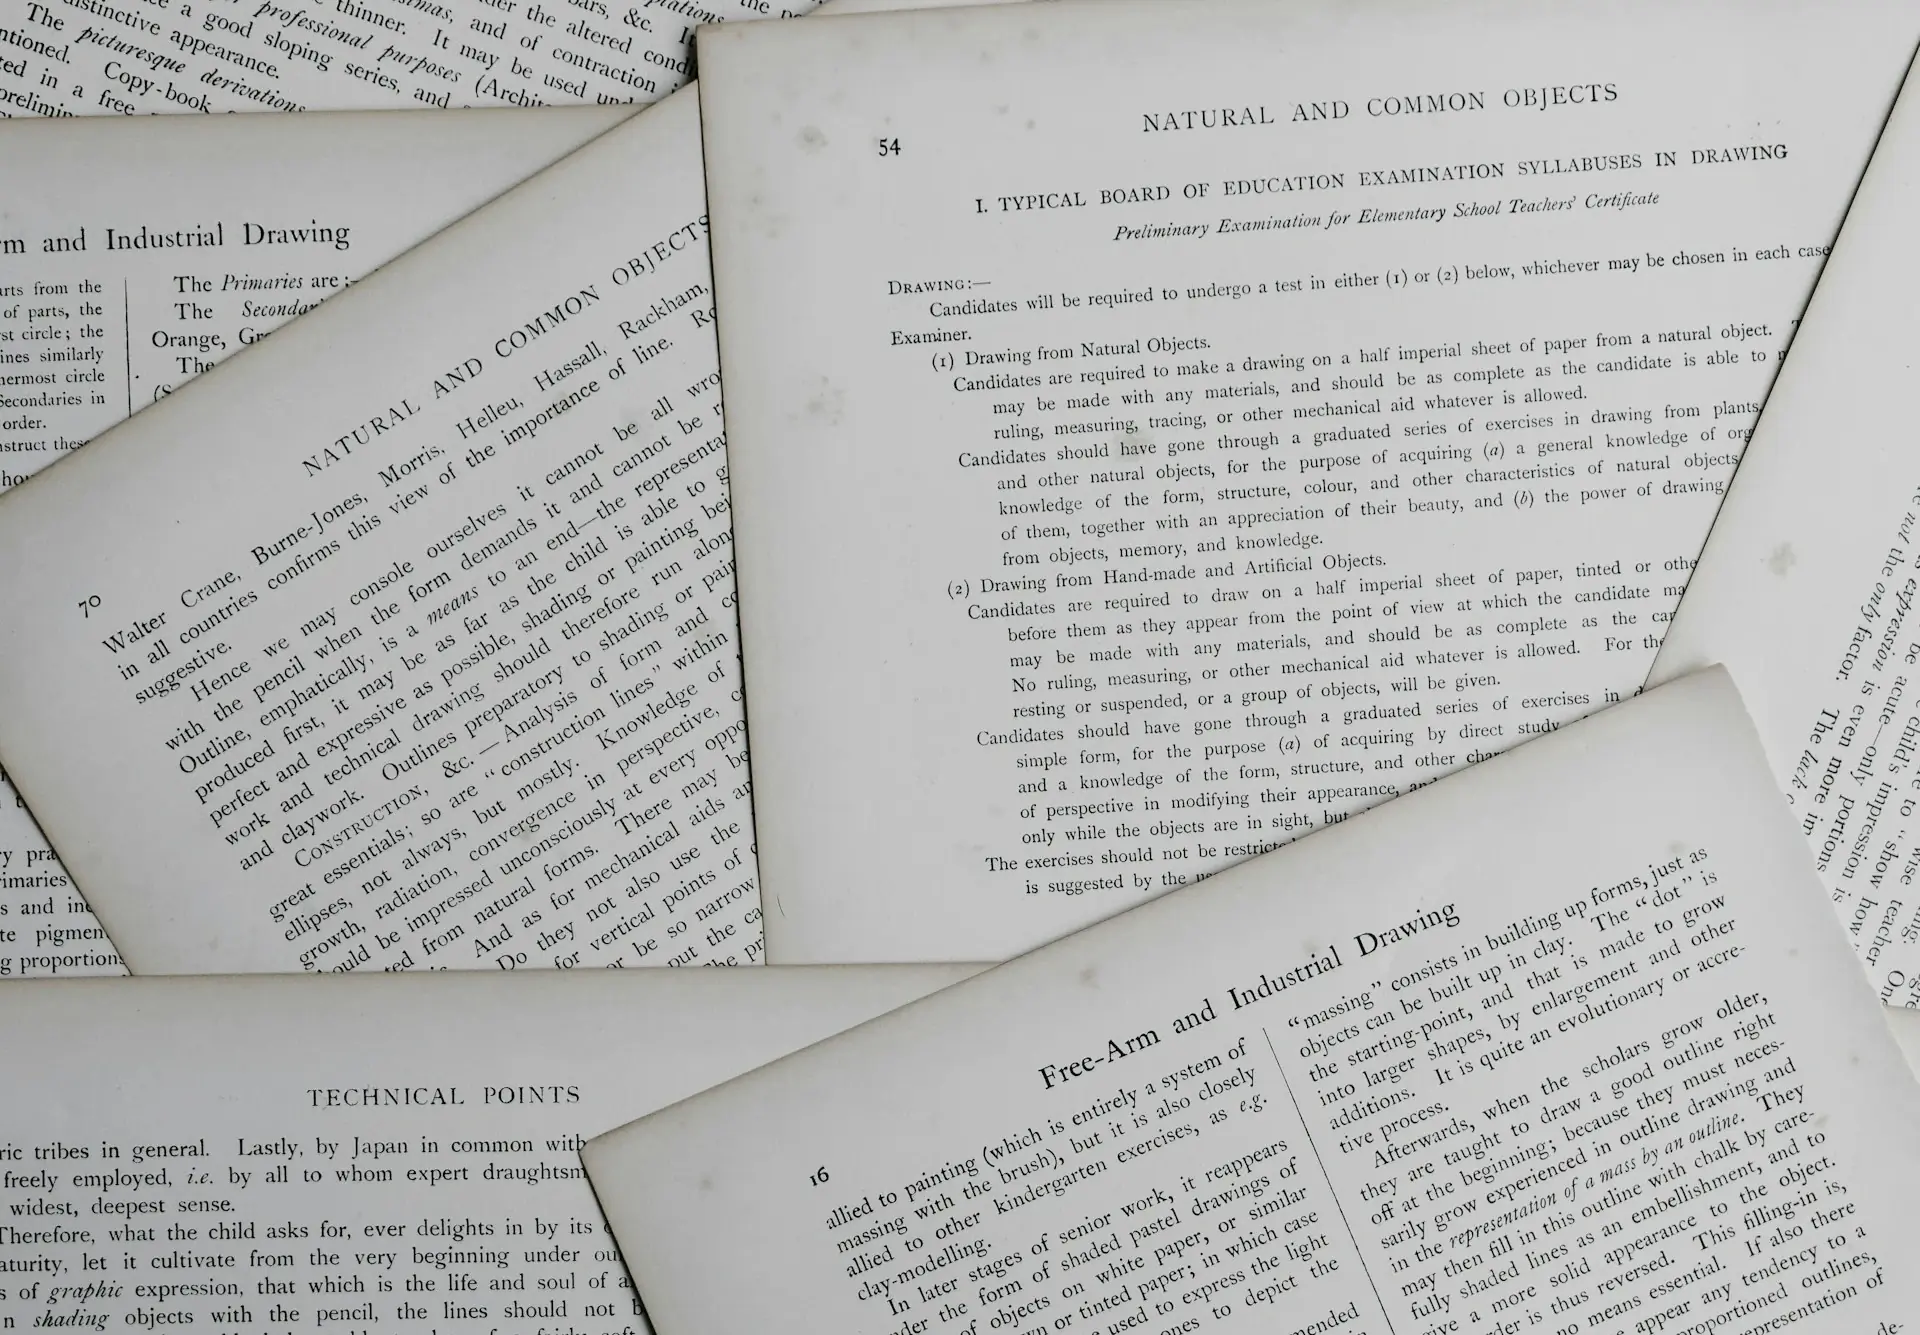 The
distinctive appearance.
a good sloping series, and
professional purposes (Archit
thinner. It may be used und
and of contraction
the altered cond
picturesque derivations
Copy-book
ted in a free
m and Industrial Drawing
arts from the
of parts, the
st circle; the
ines similarly
ermost circle
Secondaries in
order.
nstruct these
The Primaries are :—
The Secondar
Orange, Gr
The
NATURAL AND COMMON OBJECTS
70
Walter Crane, Burne-Jones, Morris, Helleu, Hassall, Rackham,
in all countries confirms this view of the importance of line. Ro
suggestive.
Hence we may console ourselves it cannot be all wro
with the pencil when the form demands it and cannot be r
Outline, emphatically, is a means to an end—the representa
produced first, it may be as far as the child is able to g
perfect and expressive as possible, shading or painting bei
work and technical drawing should therefore run alon
and claywork. Outlines preparatory to shading or pain
CONSTRUCTION, &c.—Analysis of form and co
great essentials; so are "construction lines" within
ellipses, not always, but mostly. Knowledge of
growth, radiation, convergence in perspective, c
ould be impressed unconsciously at every oppo
ted from natural forms. There may be
And as for mechanical aids an
Do they not also use the
for vertical points of
or be so narrow
put the ca
The pri
54
NATURAL AND COMMON OBJECTS
I. TYPICAL BOARD OF EDUCATION EXAMINATION SYLLABUSES IN DRAWING
Preliminary Examination for Elementary School Teachers' Certificate
DRAWING:—
Candidates will be required to undergo a test in either (1) or (2) below, whichever may be chosen in each case
Examiner.
(1) Drawing from Natural Objects.
Candidates are required to make a drawing on a half imperial sheet of paper from a natural object. T
may be made with any materials, and should be as complete as the candidate is able to
ruling, measuring, tracing, or other mechanical aid whatever is allowed.
Candidates should have gone through a graduated series of exercises in drawing from plants,
and other natural objects, for the purpose of acquiring (a) a general knowledge of org
knowledge of the form, structure, colour, and other characteristics of natural objects
of them, together with an appreciation of their beauty, and (b) the power of drawing
from objects, memory, and knowledge.
(2) Drawing from Hand-made and Artificial Objects.
Candidates are required to draw on a half imperial sheet of paper, tinted or othe
before them as they appear from the point of view at which the candidate ma
may be made with any materials, and should be as complete as the can
No ruling, measuring, or other mechanical aid whatever is allowed. For the
resting or suspended, or a group of objects, will be given.
Candidates should have gone through a graduated series of exercises in d
simple form, for the purpose (a) of acquiring by direct study
and a knowledge of the form, structure, and other char
of perspective in modifying their appearance, and
only while the objects are in sight, but
The exercises should not be restricte
is suggested by the
not the only factor.
expression is even more im
The lack
be acute—only portions
child's impression is
to "show how"
wise teacher
One
y pra
rimaries
s and ind
te pigmen
g proportions
TECHNICAL POINTS
ric tribes in general. Lastly, by Japan in common with
freely employed, i.e. by all to whom expert draughtsm
widest, deepest sense.
Therefore, what the child asks for, ever delights in by its
aturity, let it cultivate from the very beginning under ou
s of graphic expression, that which is the life and soul of a
n shading objects with the pencil, the lines should not b
16
Free-Arm and Industrial Drawing
allied to painting (which is entirely a system of
massing with the brush), but it is also closely
allied to other kindergarten exercises, as e.g.
clay-modelling.
In later stages of senior work, it reappears
nder the form of shaded pastel drawings of
of objects on white paper, or similar
wn or tinted paper; in which case
used to express the light
ones to depict the
mended
"massing" consists in building up forms, just as
objects can be built up in clay. The "dot" is
the starting-point, and that is made to grow
into larger shapes, by enlargement and other
additions. It is quite an evolutionary or accre-
tive process.
Afterwards, when the scholars grow older,
they are taught to draw a good outline right
off at the beginning; because they must neces-
sarily grow experienced in outline drawing and
in the representation of a mass by an outline. They
may then fill in this outline with chalk by care-
fully shaded lines as an embellishment, and to
give a more solid appearance to the object.
rder is thus reversed. This filling-in is,
no means essential. If also there
appear any tendency to a
proportioned outlines,
presentation of
de-